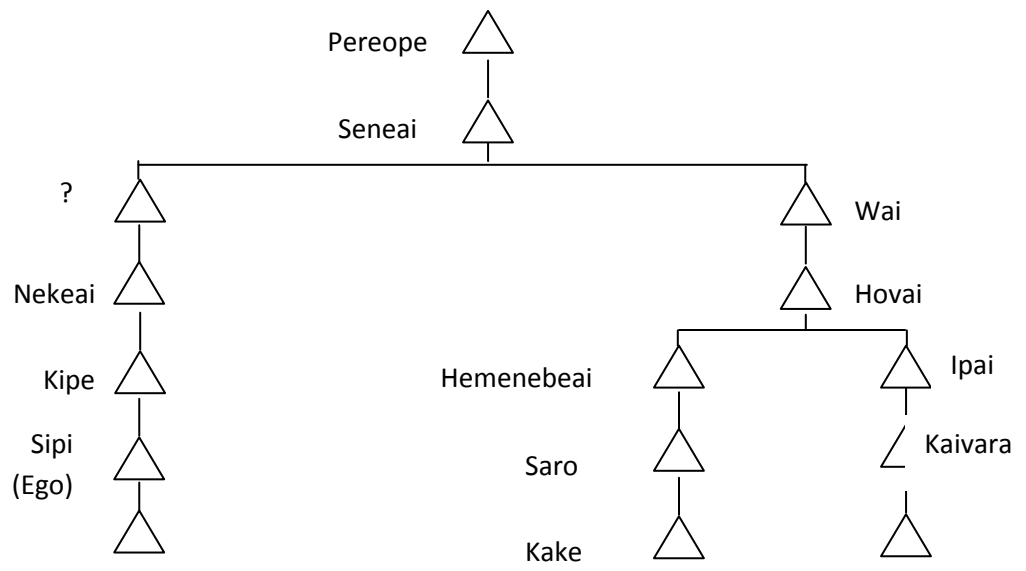 Pereope
Seneai
?
Wai
Nekeai
Hovai
Kipe
Hemenebeai
Ipai
Sipi
(Ego)
Saro
Kaivara
Kake